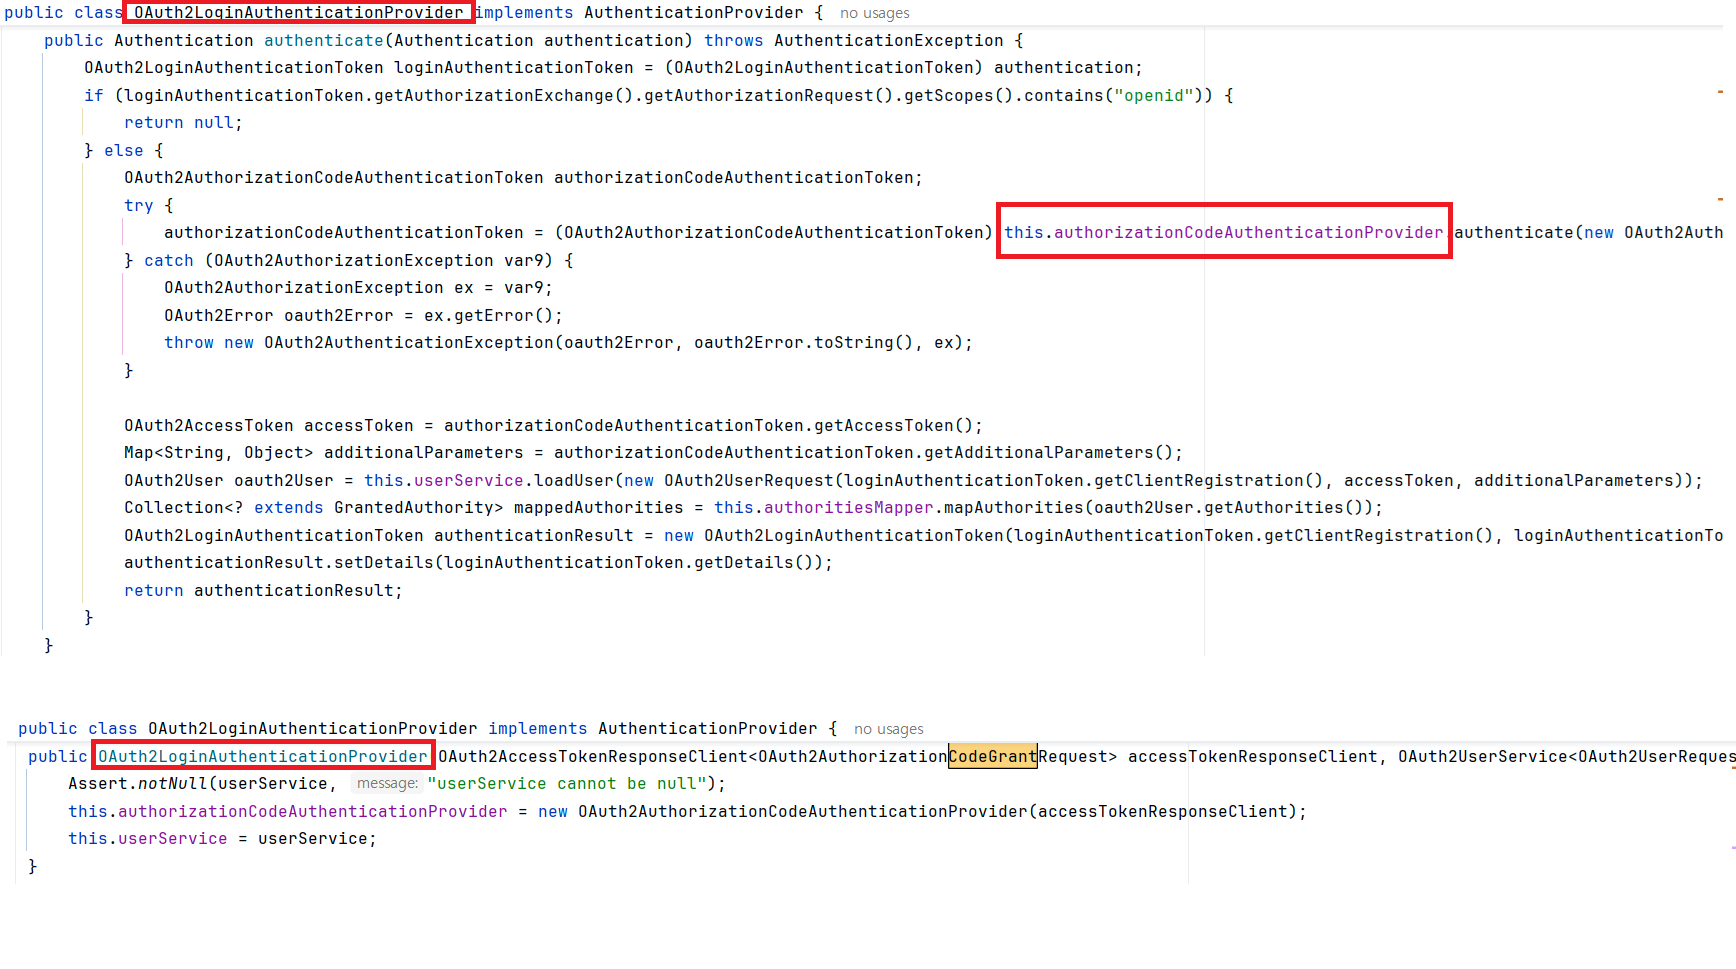 public class OAuth2LoginAuthenticationProvider implements AuthenticationProvider { no usages
public Authentication authenticate(Authentication authentication) throws AuthenticationException {
OAuth2LoginAuthenticationToken loginAuthenticationToken = (OAuth2LoginAuthenticationToken) authentication;
if (loginAuthenticationToken.getAuthorizationExchange().getAuthorizationRequest().getScopes().contains("openid")) {
return null;
} else {
OAuth2AuthorizationCodeAuthenticationToken authorizationCodeAuthenticationToken;
try {
authorizationCodeAuthenticationToken = (OAuth2AuthorizationCodeAuthenticationToken) this.authorizationCodeAuthenticationProvider.authenticate(new OAuth2Auth
} catch (OAuth2AuthorizationException var9) {
OAuth2AuthorizationException ex = var9;
OAuth2Error oauth2Error = ex.getError();
throw new OAuth2AuthenticationException(oauth2Error, oauth2Error.toString(), ex);
}
OAuth2AccessToken accessToken = authorizationCodeAuthenticationToken.getAccessToken();
Map<String, Object> additionalParameters = authorizationCodeAuthenticationToken.getAdditionalParameters();
OAuth2User oauth2User = this.userService.loadUser(new OAuth2UserRequest(loginAuthenticationToken.getClientRegistration(), accessToken, additionalParameters));
Collection<? extends GrantedAuthority> mappedAuthorities = this.authoritiesMapper.mapAuthorities(oauth2User.getAuthorities());
OAuth2LoginAuthenticationToken authenticationResult = new OAuth2LoginAuthenticationToken(loginAuthenticationToken.getClientRegistration(), loginAuthenticationTo
authenticationResult.setDetails(loginAuthenticationToken.getDetails());
return authenticationResult;
}
}
public class OAuth2LoginAuthenticationProvider implements AuthenticationProvider { no usages
public OAuth2LoginAuthenticationProvider OAuth2AccessTokenResponseClient<OAuth2AuthorizationCodeGrantRequest> accessTokenResponseClient, OAuth2UserService<OAuth2UserReques
Assert.notNull(userService, message: "userService cannot be null");
this.authorizationCodeAuthenticationProvider = new OAuth2AuthorizationCodeAuthenticationProvider(accessTokenResponseClient);
this.userService = userService;
}